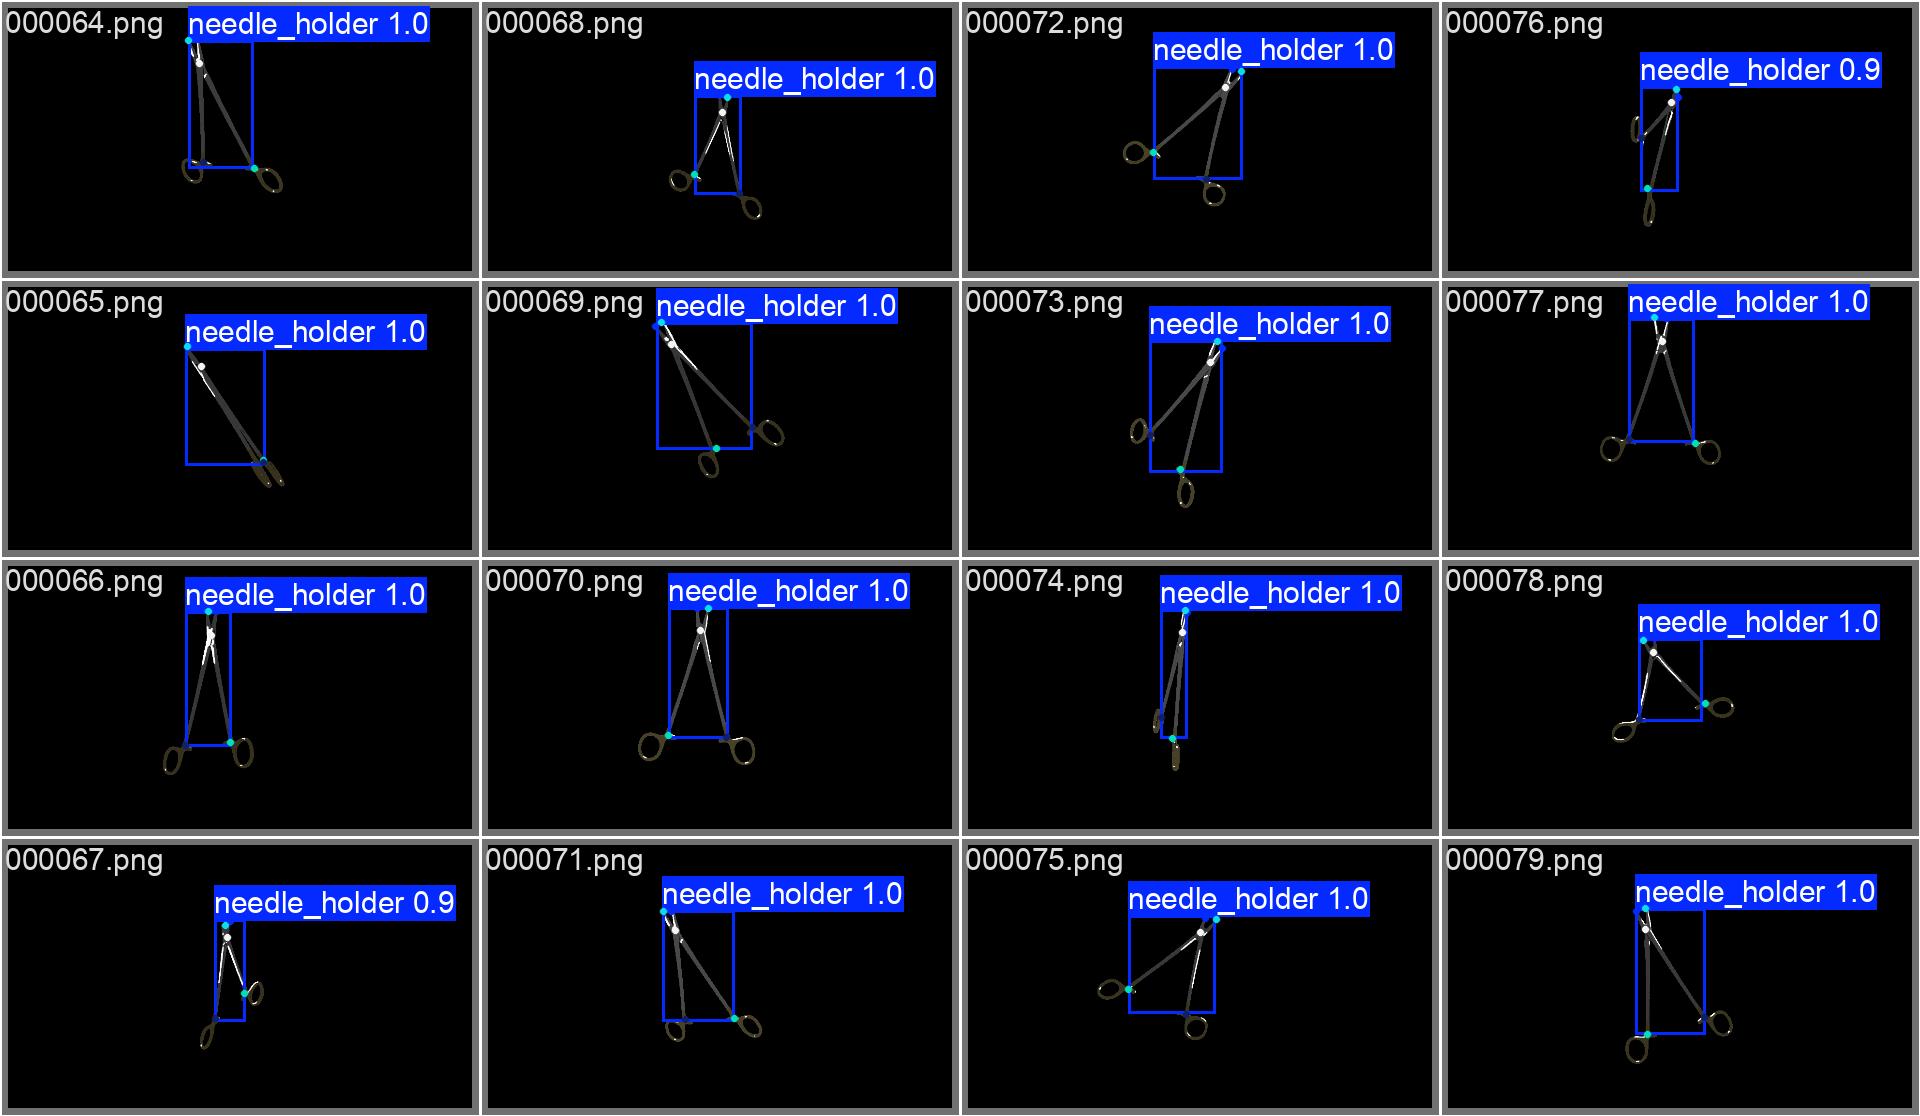 000064.png
needle_holder 1.0
000068.png
needle_holder 1.0
000072.png
needle_holder 1.0
000076.png
needle_holder 0.9
000065.png
needle_holder 1.0
000069.png
needle_holder 1.0
000073.png
needle_holder 1.0
000077.png
needle_holder 1.0
000066.png
needle_holder 1.0
000070.png
needle_holder 1.0
000074.png
needle_holder 1.0
000078.png
needle_holder 1.0
000067.png
needle_holder 0.9
000071.png
needle_holder 1.0
000075.png
needle_holder 1.0
000079.png
needle_holder 1.0